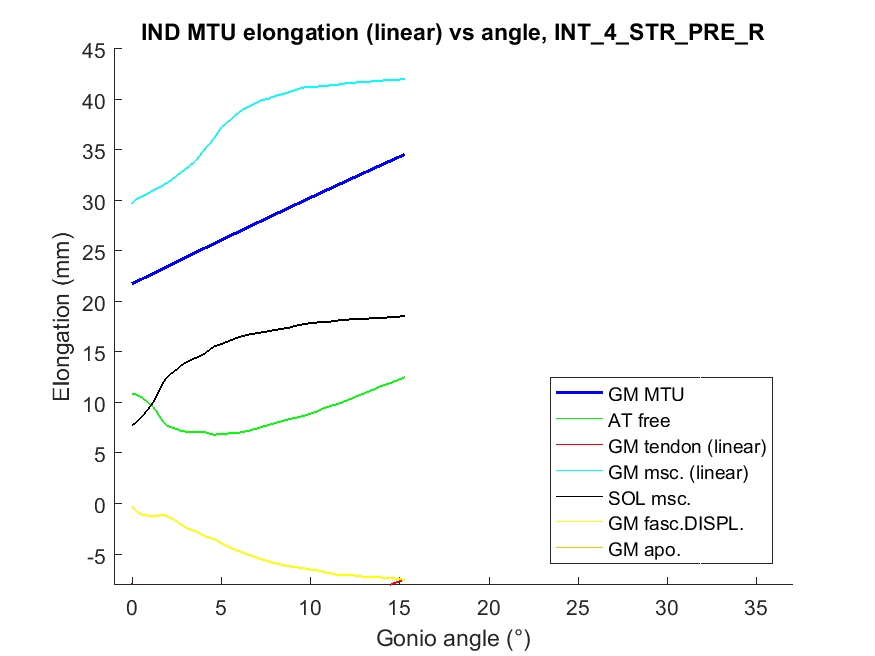 IND MTU elongation (linear) vs angle, INT_4_STR_PRE_R
45
40
35
30
25
20
15
10
5
0
-5
Elongation (mm)
GM MTU
AT free
GM tendon (linear)
GM msc. (linear)
SOL msc.
GM fasc.DISPL.
GM apo.
0 5 10 15 20 25 30 35
Gonio angle (°)